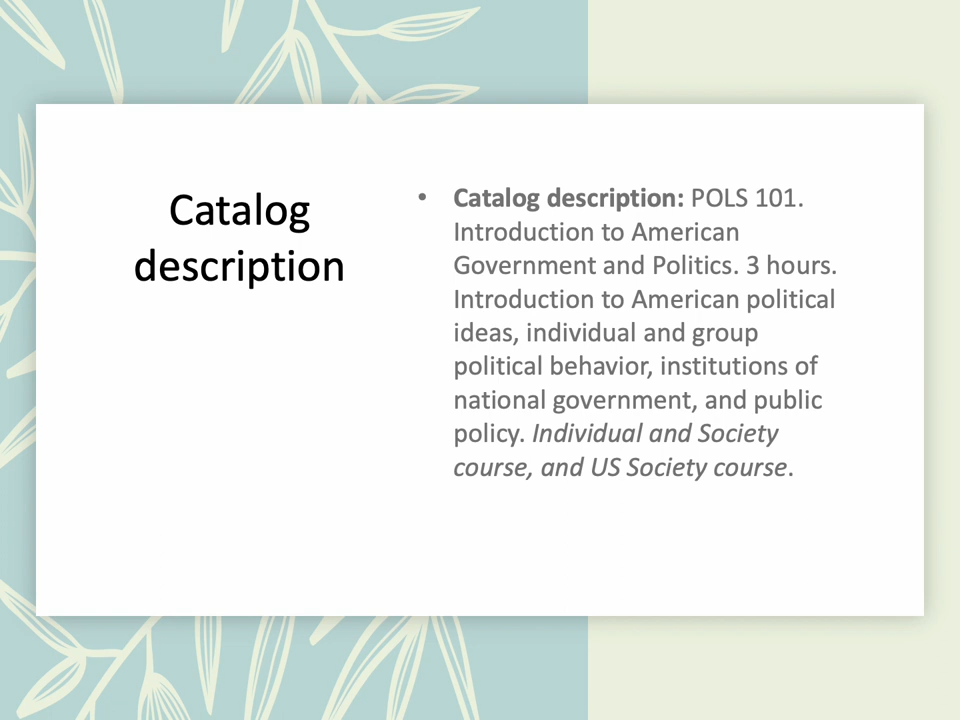 Catalog
description
• Catalog description: POLS 101.
Introduction to American
Government and Politics. 3 hours.
Introduction to American political
ideas, individual and group
political behavior, institutions of
national government, and public
policy. Individual and Society
course, and US Society course.